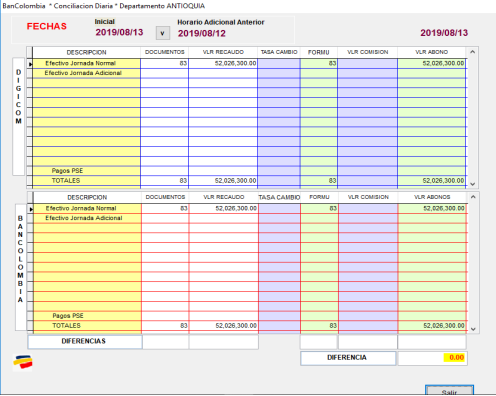 BanColombia * Conciliacion Diaria * Departamento ANTIOQUIA
FECHAS Inicial Horario Adicional Anterior
2019/08/13 v 2019/08/12 2019/08/13
DESCRIPCION DOCUMENTOS VLR RECAUDO TASA CAMBIO FORMU VLR COMISION VLR ABONO
Efectivo Jornada Normal 83 52,026,300.00 83 52,026,300.00
Efectivo Jornada Adicional
DIGICOM
Pagos PSE
TOTALES 83 52,026,300.00 83 52,026,300.00
DESCRIPCION DOCUMENTOS VLR RECAUDO TASA CAMBIO FORMU VLR COMISION VLR ABONOS
Efectivo Jornada Normal 83 52,026,300.00 83 52,026,300.00
Efectivo Jornada Adicional
BANCOLOMBIA
Pagos PSE
TOTALES 83 52,026,300.00 83 52,026,300.00
DIFERENCIAS
DIFERENCIA 0.00
Salir